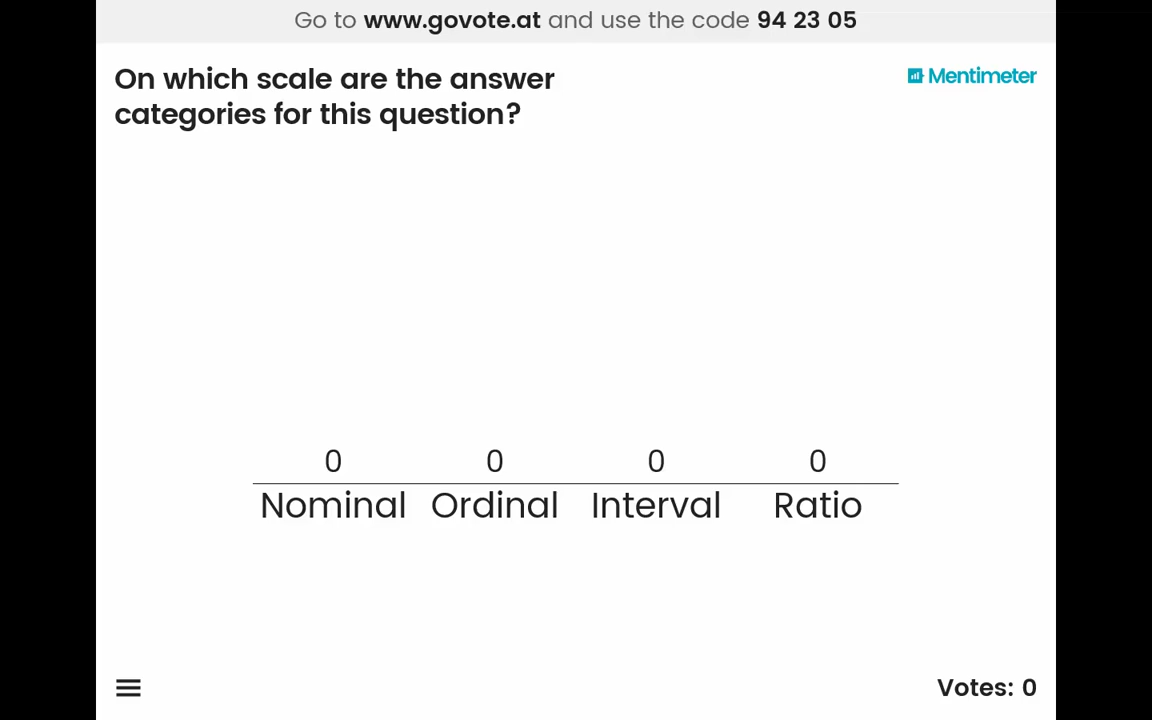 Go to www.govote.at and use the code 94 23 05
On which scale are the answer
categories for this question?
Mentimeter
0 0 0 0
Nominal Ordinal Interval Ratio
Votes: 0